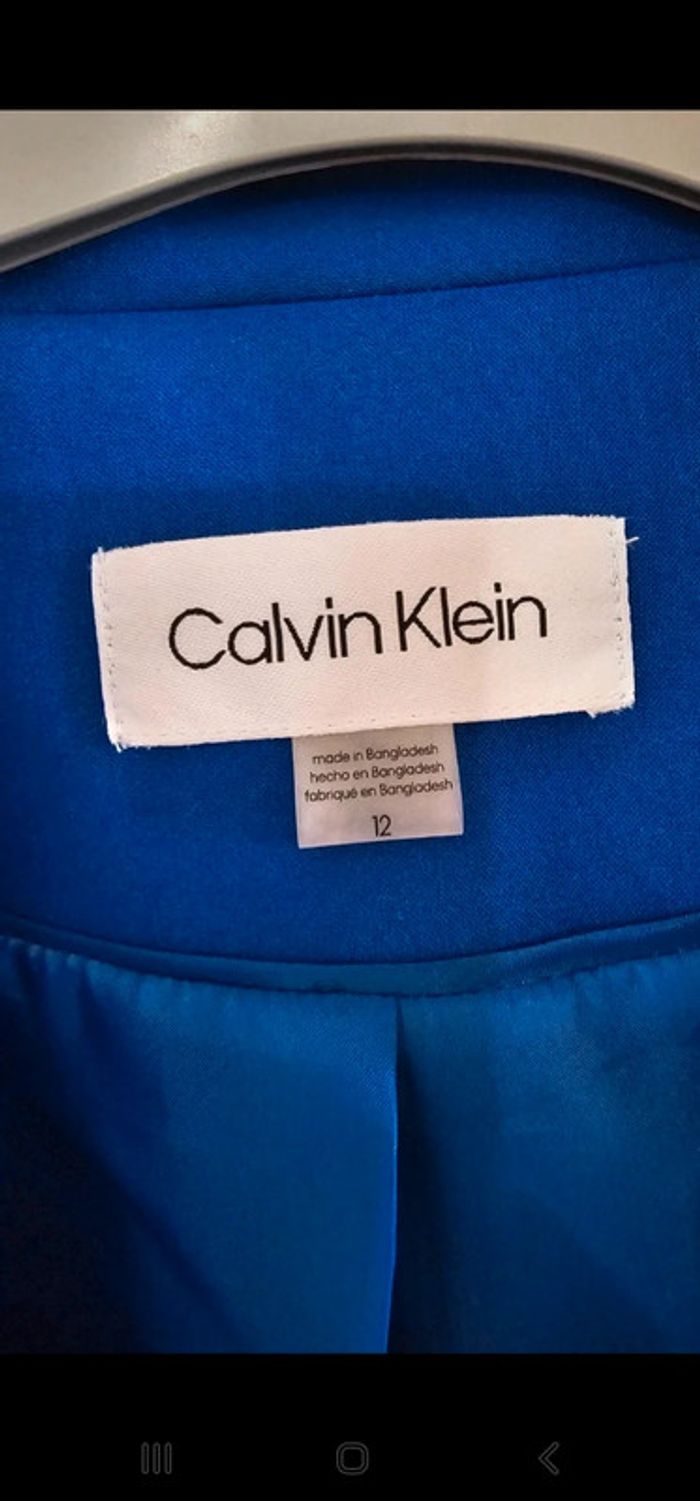 Calvin Klein
made in Bangladesh
hecho en Bangladesh
fabriqué en Bangladesh
12